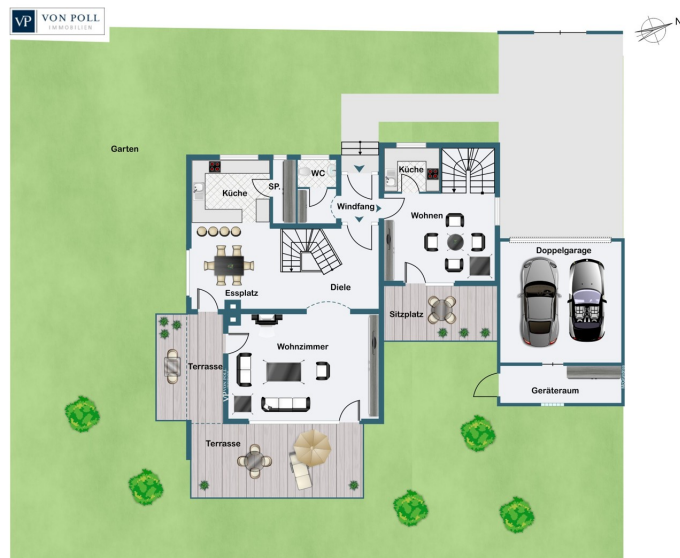 VP VON POLL
IMMOBILIEN
N
Garten
Küche
SP.
WC
Küche
Windfang
Wohnen
Doppelgarage
Essplatz
Diele
Sitzplatz
Wohnzimmer
Terrasse
Geräteraum
Terrasse